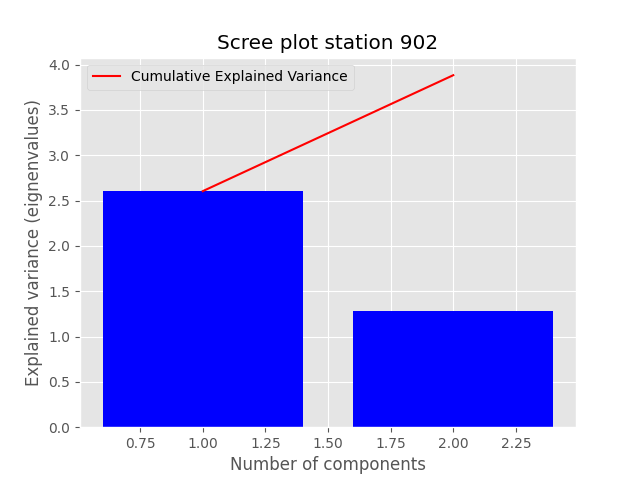 Scree plot station 902
Cumulative Explained Variance
Explained variance (eignenvalues)
4.0
3.5
3.0
2.5
2.0
1.5
1.0
0.5
0.0
0.75 1.00 1.25 1.50 1.75 2.00 2.25
Number of components